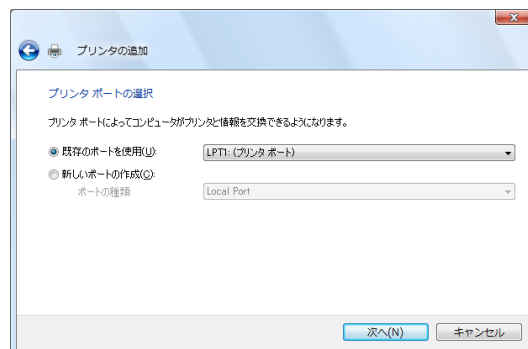 プリンタの追加
プリンタ ポートの選択
プリンタ ポートによってコンピュータがプリンタと情報を交換できるようになります。
既存のポートを使用(U): LPT1: (プリンタ ポート)
新しいポートの作成(C):
ポートの種類 Local Port
次へ(N) キャンセル